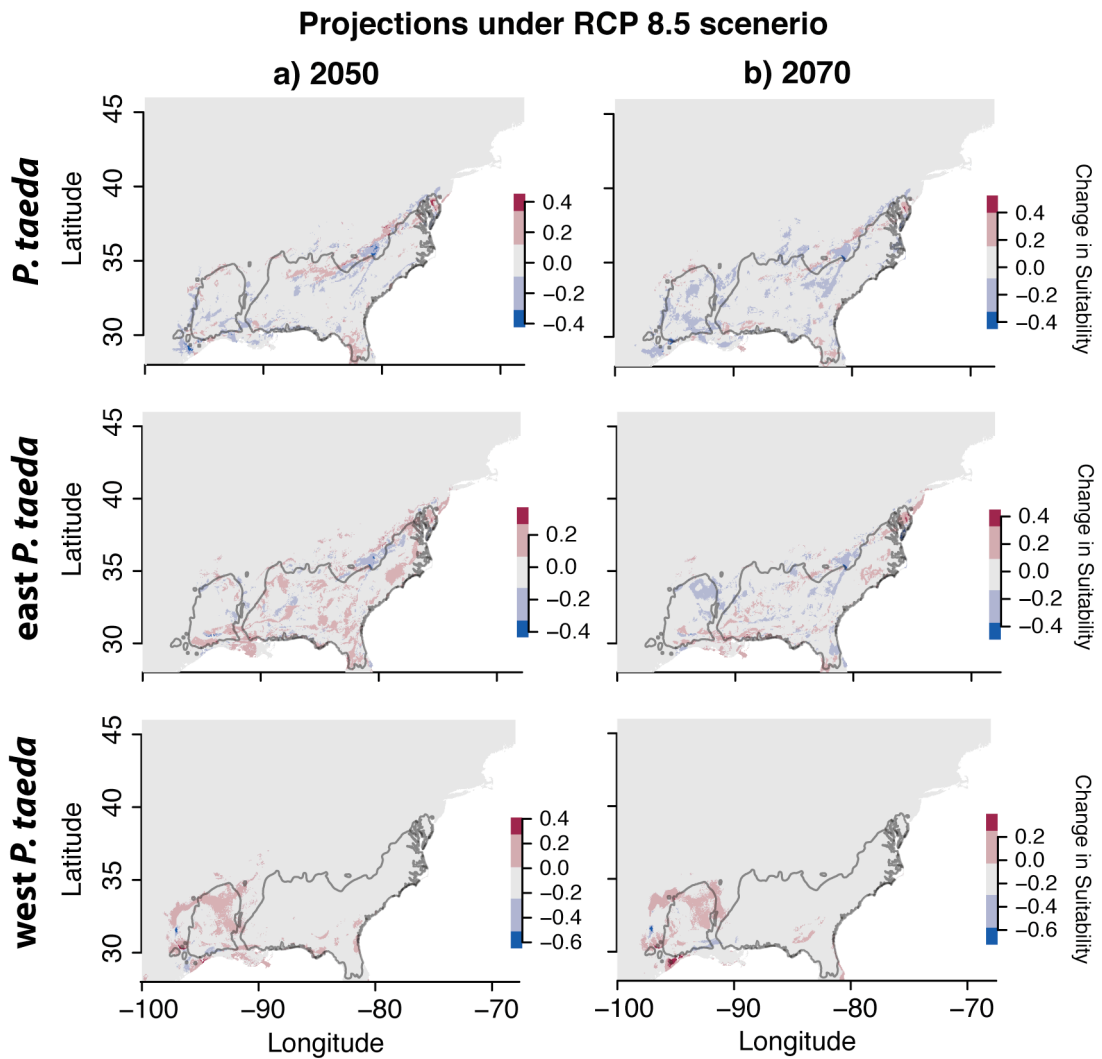 Projections under RCP 8.5 scenerio
a) 2050
b) 2070
P. taeda
Latitude
45
40
35
30
0.4
0.2
0.0
−0.2
−0.4
0.4
0.2
0.0
−0.2
−0.4
Change in Suitability
east P. taeda
Latitude
45
40
35
30
0.2
0.0
−0.2
−0.4
0.4
0.2
0.0
−0.2
−0.4
Change in Suitability
west P. taeda
Latitude
45
40
35
30
0.4
0.2
0.0
−0.2
−0.4
−0.6
0.2
0.0
−0.2
−0.4
−0.6
Change in Suitability
−100 −90 −80 −70
−100 −90 −80 −70
Longitude
Longitude